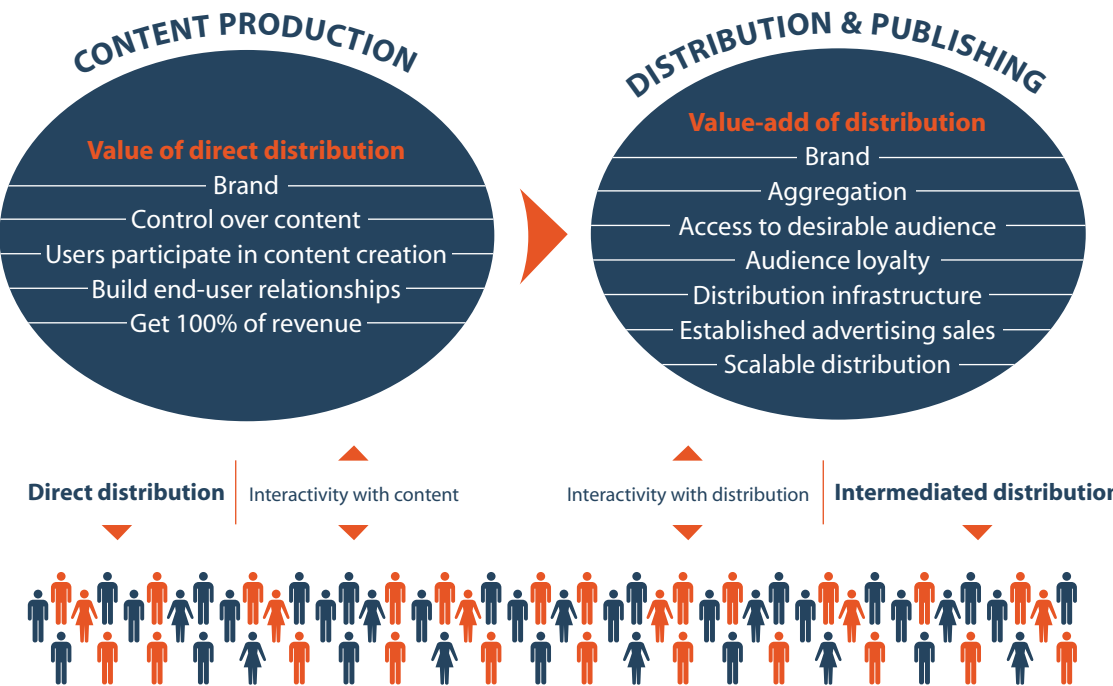 CONTENT PRODUCTION
Value of direct distribution
Brand
Control over content
Users participate in content creation
Build end-user relationships
Get 100% of revenue
DISTRIBUTION & PUBLISHING
Value-add of distribution
Brand
Aggregation
Access to desirable audience
Audience loyalty
Distribution infrastructure
Established advertising sales
Scalable distribution
Direct distribution
Interactivity with content
Interactivity with distribution
Intermediated distribution